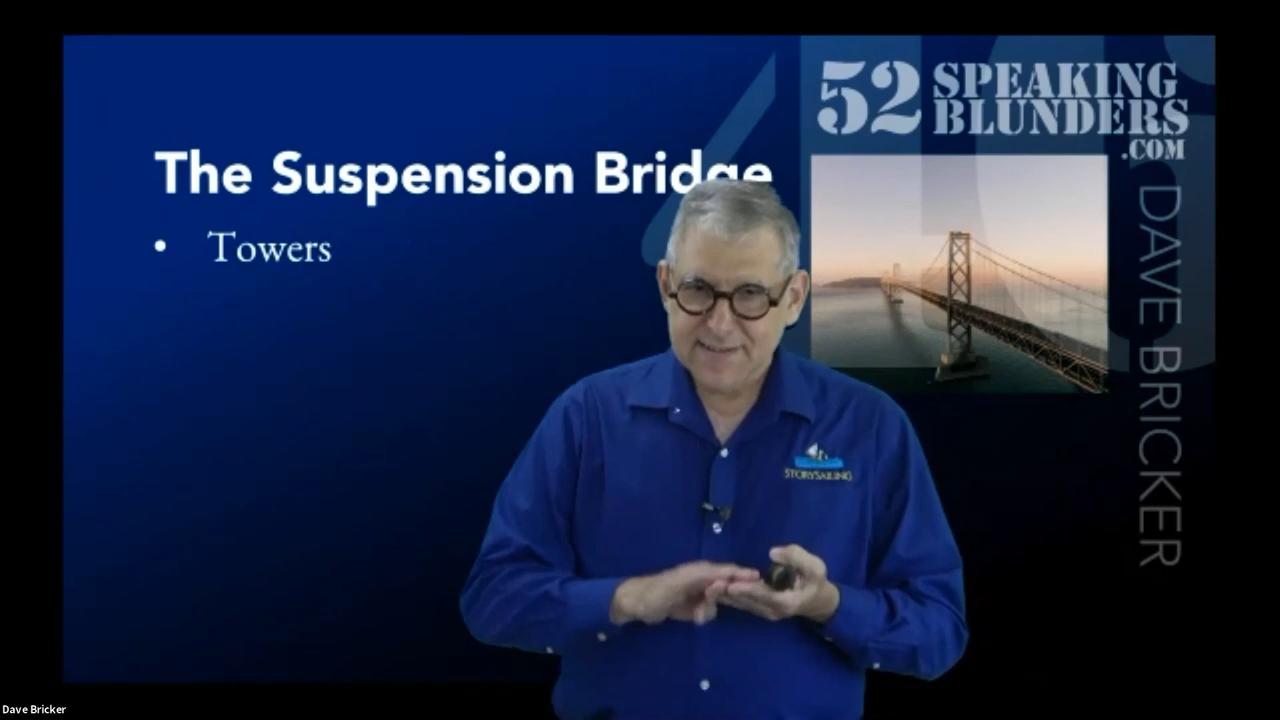 52 SPEAKING
BLUNDERS
.COM
The Suspension Bridge
• Towers
DAVE BRICKER
STORYSAILING
Dave Bricker